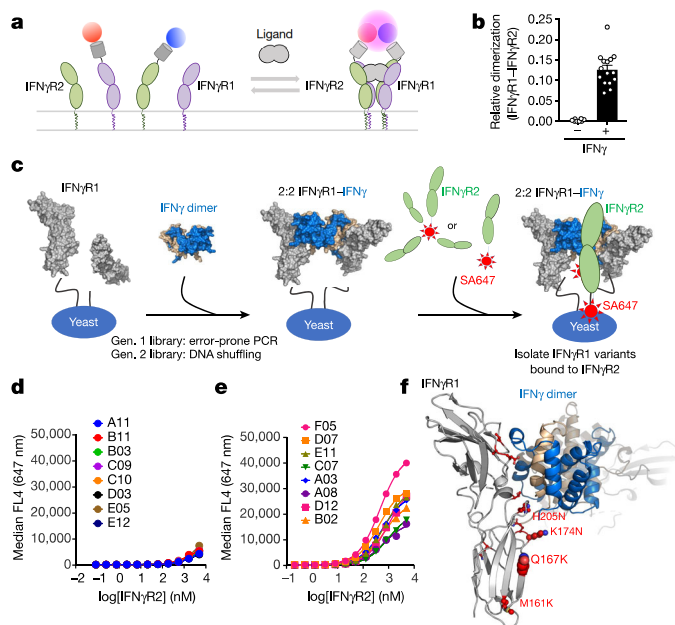 a
Ligand
IFNγR2
IFNγR1
IFNγR2
IFNγR1
b
Relative dimerization
(IFNγR1–IFNγR2)
0.25
0.20
0.15
0.10
0.05
0.00
− +
IFNγ
c
IFNγR1
IFNγ dimer
2:2 IFNγR1–IFNγ
IFNγR2
or
SA647
2:2 IFNγR1–IFNγ
IFNγR2
SA647
Yeast
Yeast
Yeast
Gen. 1 library: error-prone PCR
Gen. 2 library: DNA shuffling
Isolate IFNγR1 variants
bound to IFNγR2
d
Median FL4 (647 nm)
50,000
40,000
30,000
20,000
10,000
0
−2 −1 0 1 2 3 4
log[IFNγR2] (nM)
A11
B11
B03
C09
C10
D03
E05
E12
e
Median FL4 (647 nm)
50,000
40,000
30,000
20,000
10,000
0
−1 0 1 2 3 4
log[IFNγR2] (nM)
F05
D07
E11
C07
A03
A08
D12
B02
f
IFNγR1
IFNγ dimer
H205N
K174N
Q167K
M161K